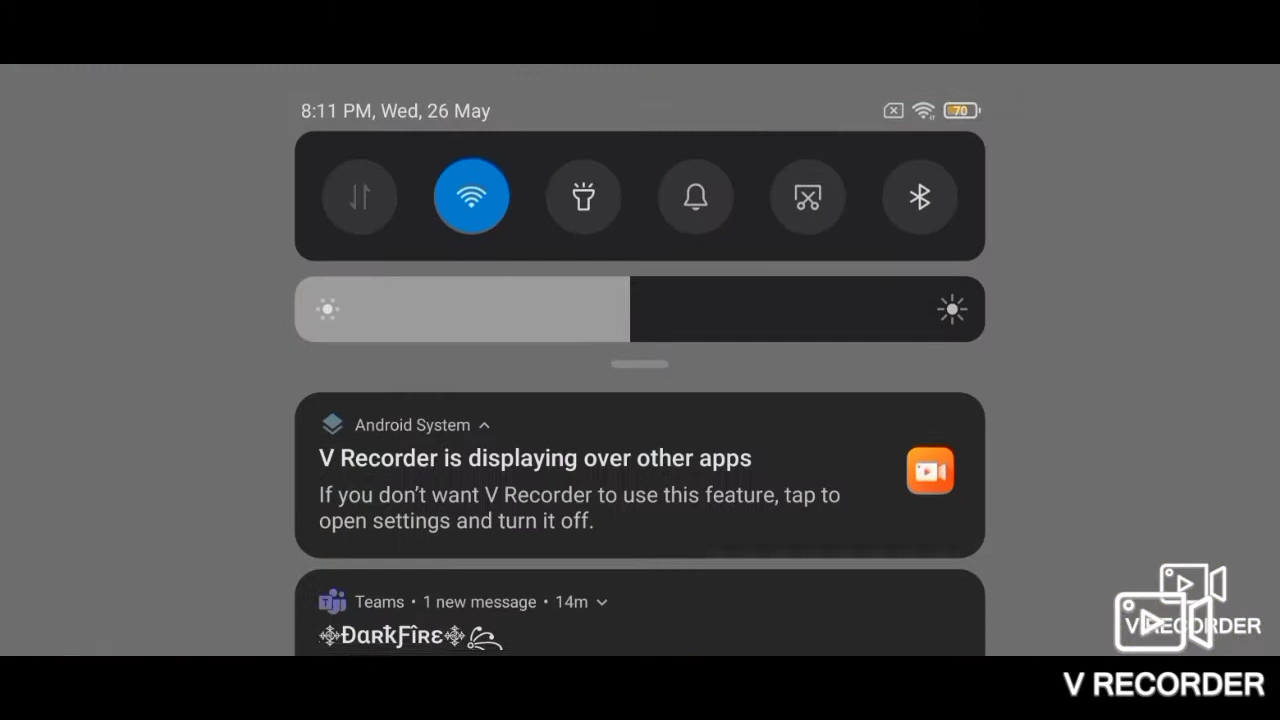 8:11 PM, Wed, 26 May
70
Android System
V Recorder is displaying over other apps
If you don't want V Recorder to use this feature, tap to
open settings and turn it off.
Teams • 1 new message • 14m
࿇ĐɑʀꝁƑîʀɛ࿇ᝰ
V RECORDER
V RECORDER